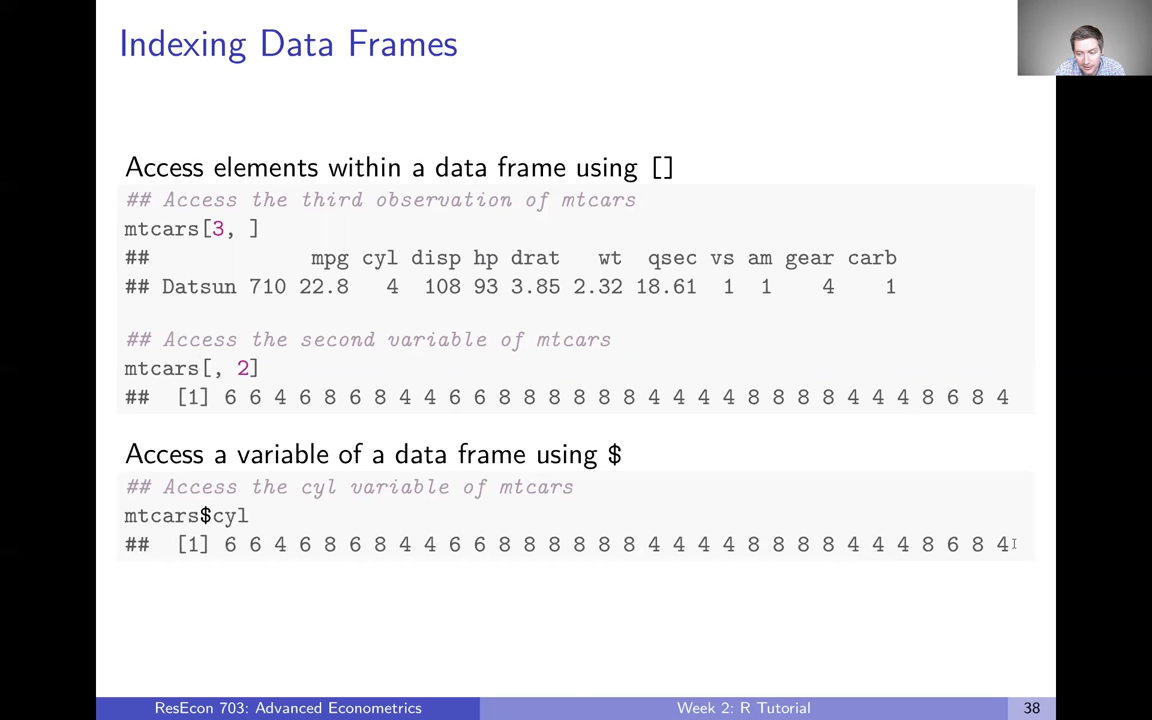 Indexing Data Frames
Access elements within a data frame using []
## Access the third observation of mtcars
mtcars[3, ]
## mpg cyl disp hp drat wt qsec vs am gear carb
## Datsun 710 22.8 4 108 93 3.85 2.32 18.61 1 1 4 1
## Access the second variable of mtcars
mtcars[, 2]
## [1] 6 6 4 6 8 6 8 4 4 6 6 8 8 8 8 8 8 4 4 4 4 8 8 8 8 4 4 4 8 6 8 4
Access a variable of a data frame using $
## Access the cyl variable of mtcars
mtcars$cyl
## [1] 6 6 4 6 8 6 8 4 4 6 6 8 8 8 8 8 8 4 4 4 4 8 8 8 8 4 4 4 8 6 8 4
ResEcon 703: Advanced Econometrics Week 2: R Tutorial 38